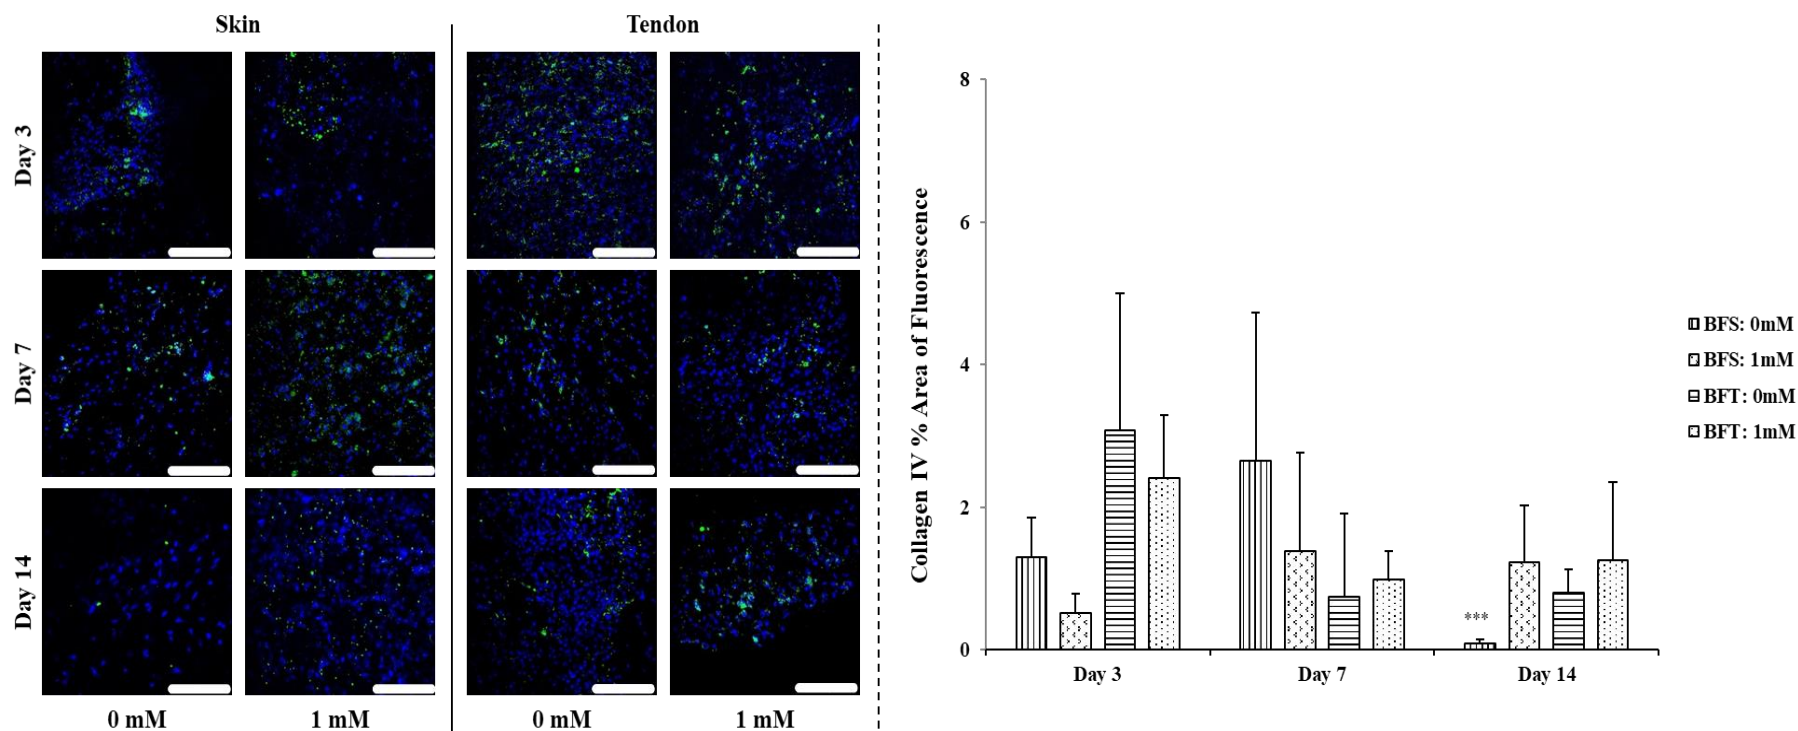 Skin
Tendon
Day 3
Day 7
Day 14
0 mM
1 mM
0 mM
1 mM
Collagen IV % Area of Fluorescence
8
6
4
2
0
***
Day 3
Day 7
Day 14
BFS: 0mM
BFS: 1mM
BFT: 0mM
BFT: 1mM